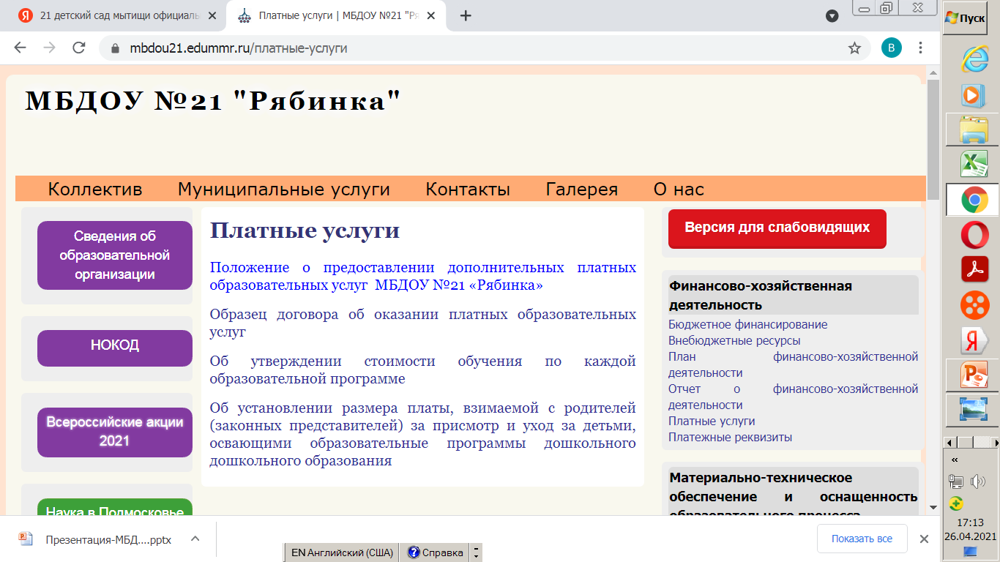 21 детский сад мытищи официаль
Платные услуги | МБДОУ №21 "Ря
mbdou21.edummr.ru/платные-услуги
В
Пуск
МБДОУ №21 "Рябинка"
Коллектив Муниципальные услуги Контакты Галерея О нас
Сведения об
образовательной
организации
НОКОД
Всероссийские акции
2021
Наука в Подмосковье
Платные услуги
Положение о предоставлении дополнительных платных
образовательных услуг МБДОУ №21 «Рябинка»
Образец договора об оказании платных образовательных
услуг
Об утверждении стоимости обучения по каждой
образовательной программе
Об установлении размера платы, взимаемой с родителей
(законных представителей) за присмотр и уход за детьми,
освающими образовательные программы дошкольного
дошкольного образования
Версия для слабовидящих
Финансово-хозяйственная
деятельность
Бюджетное финансирование
Внебюджетные ресурсы
План финансово-хозяйственной
деятельности
Отчет о финансово-хозяйственной
деятельности
Платные услуги
Платежные реквизиты
Материально-техническое
обеспечение и оснащенность
образовательного процесса
Презентация-МБД....pptx
Показать все
EN Английский (США) Справка
17:13
26.04.2021